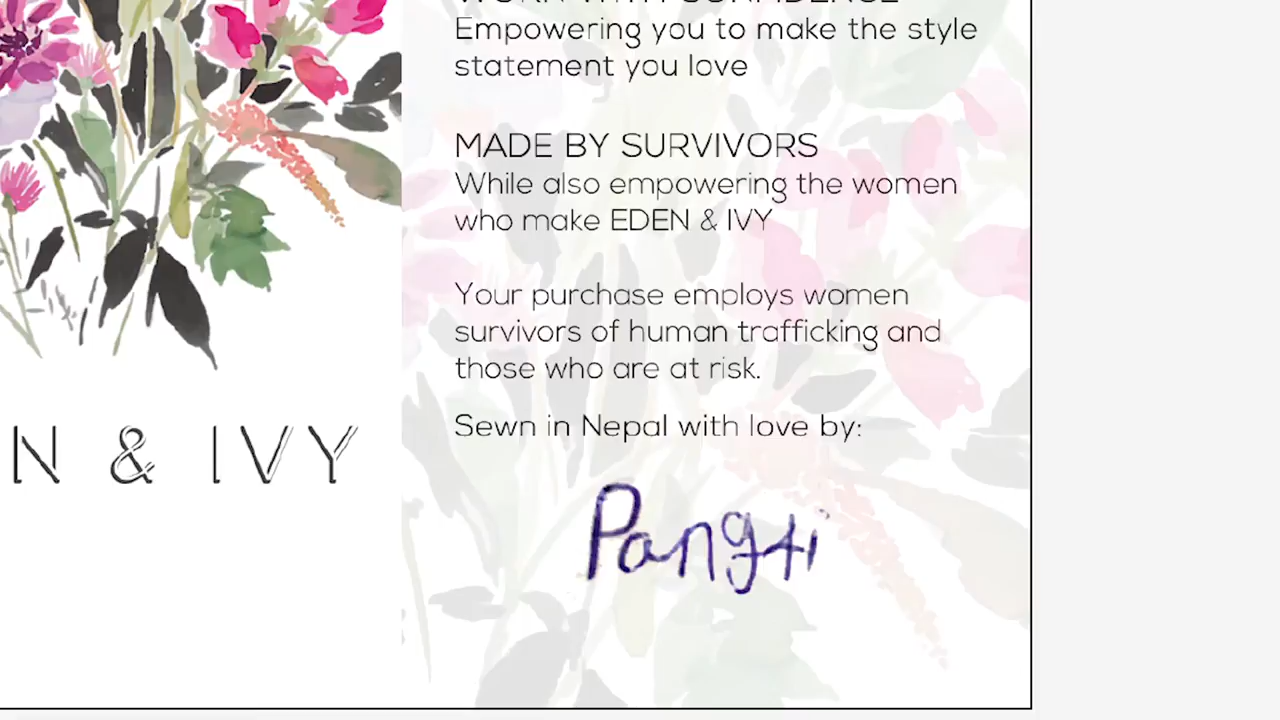 Empowering you to make the style
statement you love
MADE BY SURVIVORS
While also empowering the women
who make EDEN & IVY
Your purchase employs women
survivors of human trafficking and
those who are at risk.
Sewn in Nepal with love by:
N & IVY